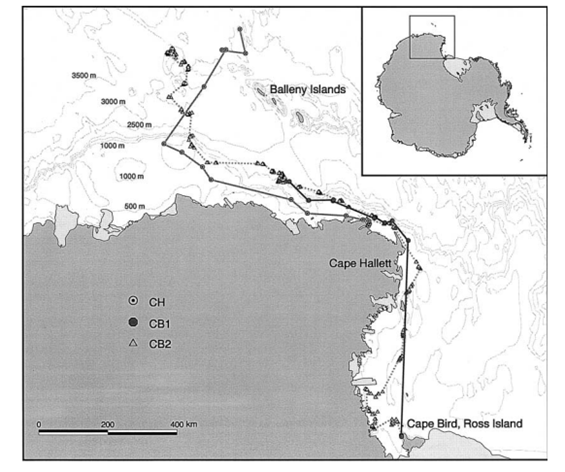 Balleny Islands
3500 m
3000 m
2500 m
1000 m
1000 m
500 m
Cape Hallett
CH
CB1
CB2
Cape Bird, Ross Island
0 200 400 km